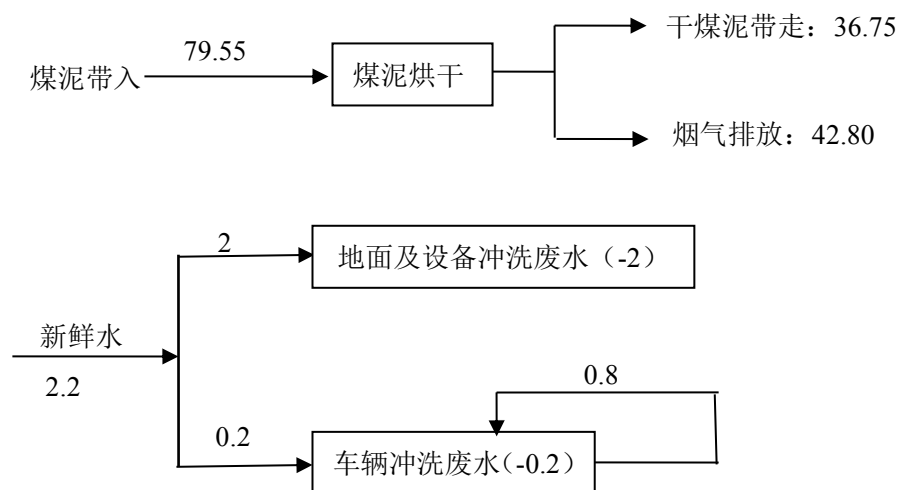 干煤泥带走：36.75
79.55
煤泥带入
煤泥烘干
烟气排放：42.80
2
地面及设备冲洗废水（-2）
新鲜水
2.2
0.8
0.2
车辆冲洗废水（-0.2）